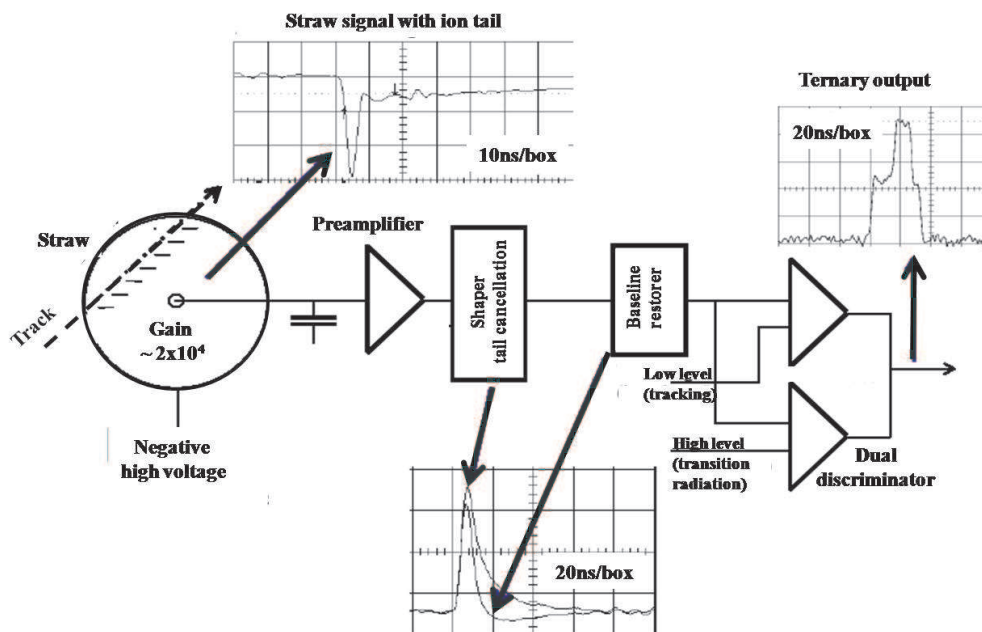 Straw signal with ion tail
10ns/box
Ternary output
20ns/box
Straw
Track
Gain
~ 2x10⁴
Negative
high voltage
Preamplifier
Shaper
tail cancellation
Baseline
restorer
Low level
(tracking)
High level
(transition
radiation)
Dual
discriminator
20ns/box